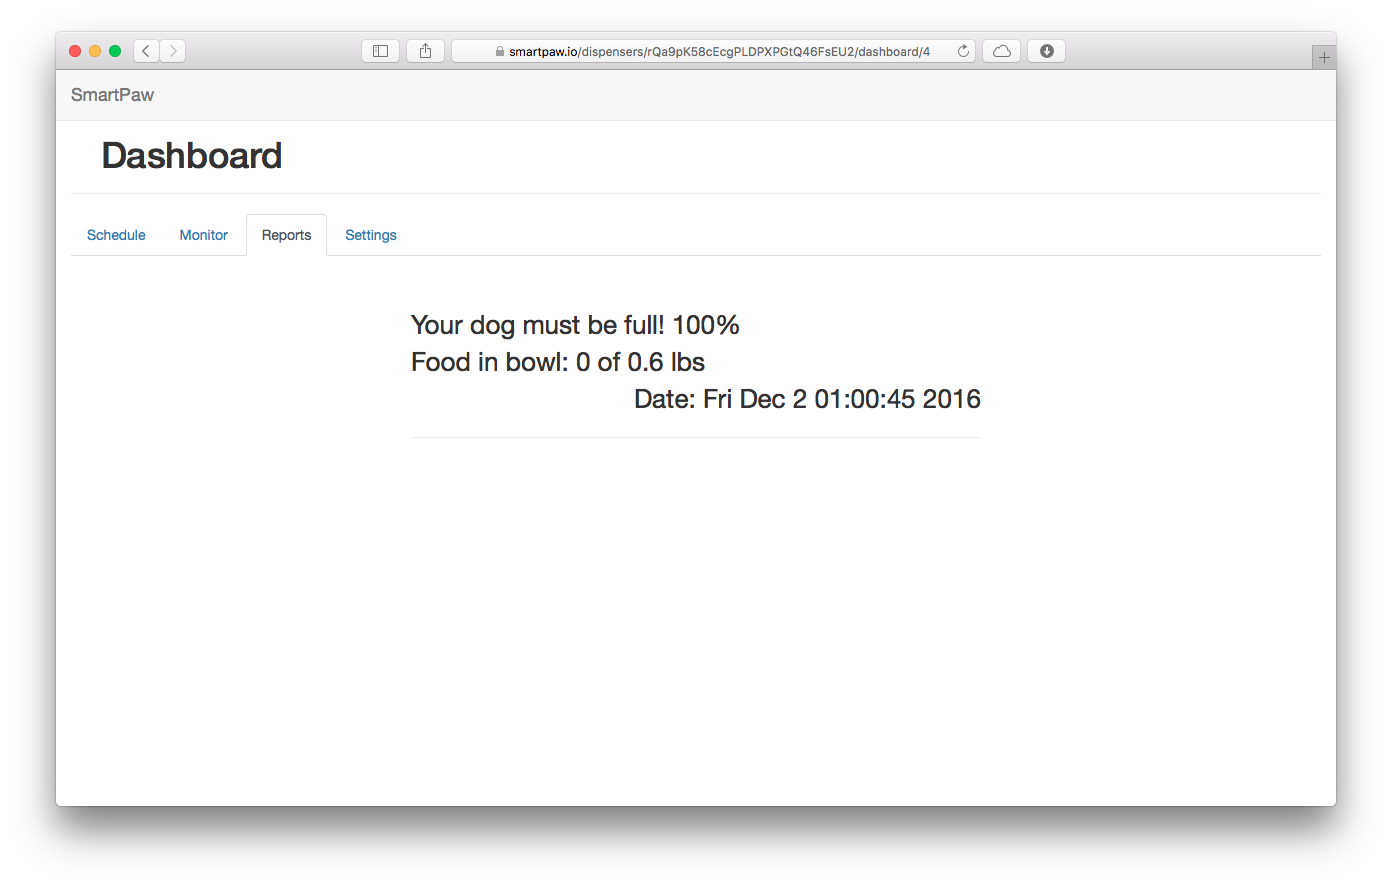 smartpaw.io/dispensers/rQa9pK58cEcgPLDPXPGtQ46FsEU2/dashboard/4
SmartPaw
Dashboard
Schedule Monitor Reports Settings
Your dog must be full! 100%
Food in bowl: 0 of 0.6 lbs
Date: Fri Dec 2 01:00:45 2016